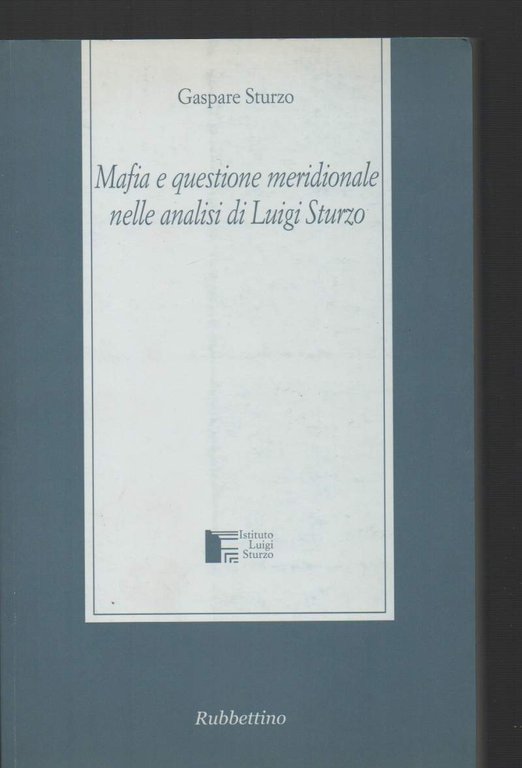 Gaspare Sturzo
Mafia e questione meridionale
nelle analisi di Luigi Sturzo
Istituto
Luigi
Sturzo
Rubbettino